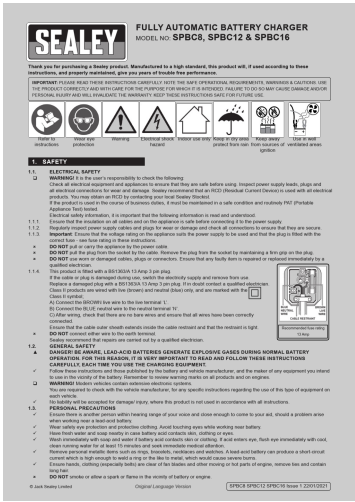 SEALEY
FULLY AUTOMATIC BATTERY CHARGER
MODEL NO: SPBC8, SPBC12 & SPBC16
Thank you for purchasing a Sealey product. Manufactured to a high standard, this product will, if used according to these
instructions, and properly maintained, give you years of trouble free performance.
IMPORTANT: PLEASE READ THESE INSTRUCTIONS CAREFULLY. NOTE THE SAFE OPERATIONAL REQUIREMENTS, WARNINGS & CAUTIONS. USE
THE PRODUCT CORRECTLY AND WITH CARE FOR THE PURPOSE FOR WHICH IT IS INTENDED. FAILURE TO DO SO MAY CAUSE DAMAGE AND/OR
PERSONAL INJURY AND WILL INVALIDATE THE WARRANTY. KEEP THESE INSTRUCTIONS SAFE FOR FUTURE USE.
Refer to
instructions
Wear eye
protection
Warning
Electrical shock
hazard
Indoor use only
Keep in dry area
protect from rain
Keep away
from sources of
ignition
Use in well
ventilated areas
1. SAFETY
1.1. ELECTRICAL SAFETY
❑ WARNING! It is the user's responsibility to check the following:
Check all electrical equipment and appliances to ensure that they are safe before using. Inspect power supply leads, plugs and
all electrical connections for wear and damage. Sealey recommend that an RCD (Residual Current Device) is used with all electrical
products. You may obtain an RCD by contacting your local Sealey Stockist.
If the product is used in the course of business duties, it must be maintained in a safe condition and routinely PAT (Portable
Appliance Test) tested.
Electrical safety information, it is important that the following information is read and understood.
1.1.1. Ensure that the insulation on all cables and on the appliance is safe before connecting it to the power supply.
1.1.2. Regularly inspect power supply cables and plugs for wear or damage and check all connections to ensure that they are secure.
1.1.3. Important: Ensure that the voltage rating on the appliance suits the power supply to be used and that the plug is fitted with the
correct fuse - see fuse rating in these instructions.
DO NOT pull or carry the appliance by the power cable.
DO NOT pull the plug from the socket by the cable. Remove the plug from the socket by maintaining a firm grip on the plug.
DO NOT use worn or damaged cables, plugs or connectors. Ensure that any faulty item is repaired or replaced immediately by a
qualified electrician.
1.1.4. This product is fitted with a BS1363/A 13 Amp 3 pin plug.
If the cable or plug is damaged during use, switch the electricity supply and remove from use.
Replace a damaged plug with a BS1363/A 13 Amp 3 pin plug. If in doubt contact a qualified electrician.
Class II products are wired with live (brown) and neutral (blue) only, and are marked with the
Class II symbol;
A) Connect the BROWN live wire to the live terminal 'L'.
B) Connect the BLUE neutral wire to the neutral terminal 'N'.
C) After wiring, check that there are no bare wires and ensure that all wires have been correctly
connected.
Ensure that the cable outer sheath extends inside the cable restraint and that the restraint is tight.
DO NOT connect either wire to the earth terminal.
Sealey recommend that repairs are carried out by a qualified electrician.
Recommended fuse rating
13 Amp
1.2. GENERAL SAFETY
▲ DANGER! BE AWARE, LEAD-ACID BATTERIES GENERATE EXPLOSIVE GASES DURING NORMAL BATTERY
OPERATION. FOR THIS REASON, IT IS VERY IMPORTANT TO READ AND FOLLOW THESE INSTRUCTIONS
CAREFULLY, EACH TIME YOU USE THE CHARGING EQUIPMENT.
✓ Follow these instructions and those published by the battery and vehicle manufacturer, and the maker of any equipment you intend
to use in the vicinity of the battery. Remember to review warning marks on all products and on engines.
❑ WARNING! Modern vehicles contain extensive electronic systems
You are required to check with the vehicle manufacturer, for any specific instructions regarding the use of this type of equipment on
each vehicle.
No liability will be accepted for damage/ injury, where this product is not used in accordance with all instructions.
1.3. PERSONAL PRECAUTIONS
✓ Ensure there is another person within hearing range of your voice and close enough to come to your aid, should a problem arise
when working near a lead-acid battery.
✓ Wear safety eye protection and protective clothing. Avoid touching eyes while working near battery.
✓ Have fresh water and soap nearby in case battery acid contacts skin, clothing or eyes.
✓ Wash immediately with soap and water if battery acid contacts skin or clothing. If acid enters eye, flush eye immediately with cool,
clean running water for at least 15 minutes and seek immediate medical attention.
✓ Remove personal metallic items such as rings, bracelets, necklaces and watches. A lead-acid battery can produce a short-circuit
current which is high enough to weld a ring or the like to metal, which would cause severe burns.
✓ Ensure hands, clothing (especially belts) are clear of fan blades and other moving or hot parts of engine, remove ties and contain
long hair.
DO NOT smoke or allow a spark or flame in the vicinity of battery or engine.
© Jack Sealey Limited
Original Language Version
SPBC8 SPBC12 SPBC16 Issue 1 22/01/2021